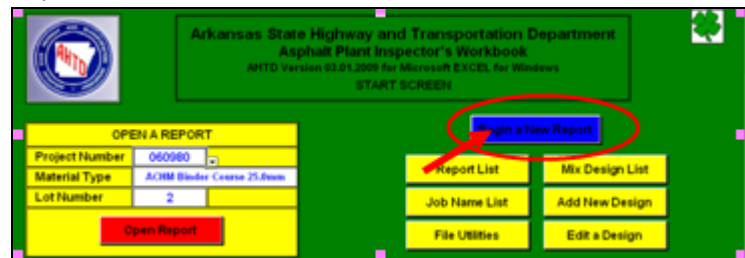 Arkansas State Highway and Transportation Department
Asphalt Plant Inspector's Workbook
AHTD Version 03.01.2009 for Microsoft EXCEL for Windows
START SCREEN
AHTD
OPEN A REPORT
Project Number 060980
Material Type ACHM Binder Course 25.0mm
Lot Number 2
Open Report
Begin a New Report
Report List Mix Design List
Job Name List Add New Design
File Utilities Edit a Design